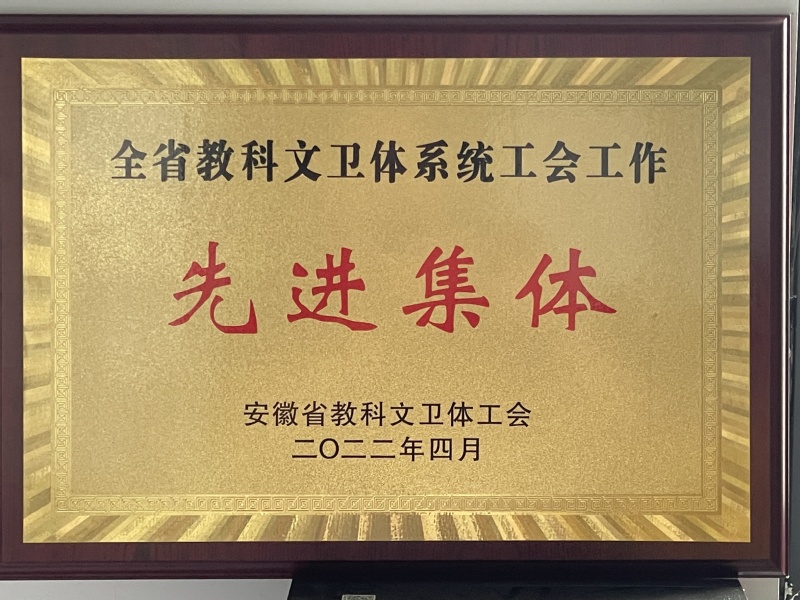 全省教科文卫体系统工会工作
先进集体
安徽省教科文卫体工会
二〇二二年四月